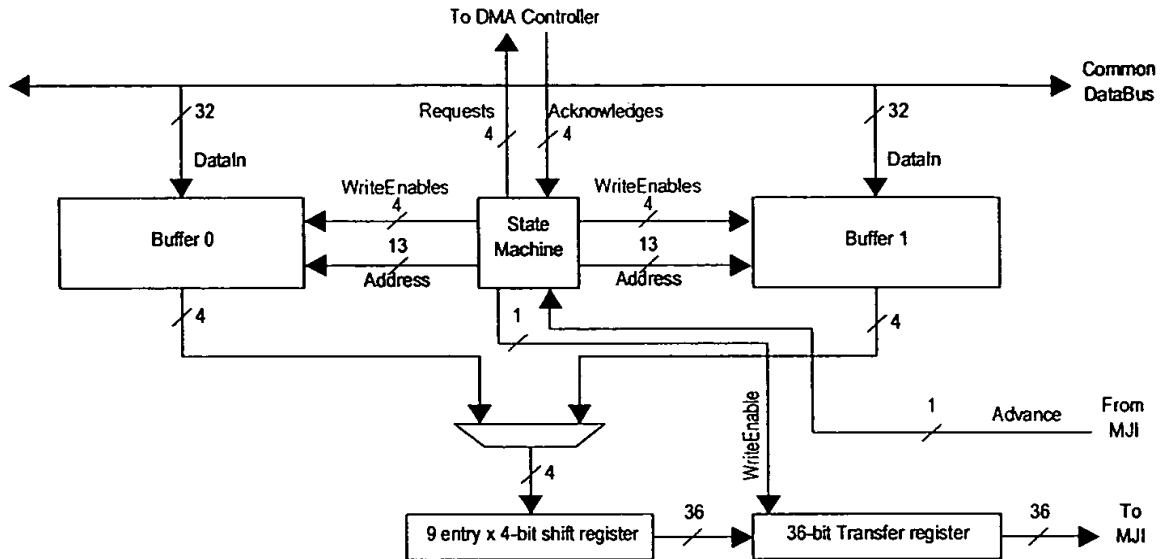 To DMA Controller
Common
DataBus
32
Requests
4
Acknowledges
4
32
DataIn
DataIn
WriteEnables
4
WriteEnables
4
Buffer 0
State
Machine
Buffer 1
13
Address
13
Address
4
1
4
WriteEnable
1
Advance
From
MJI
4
9 entry x 4-bit shift register
36
36-bit Transfer register
36
To
MJI